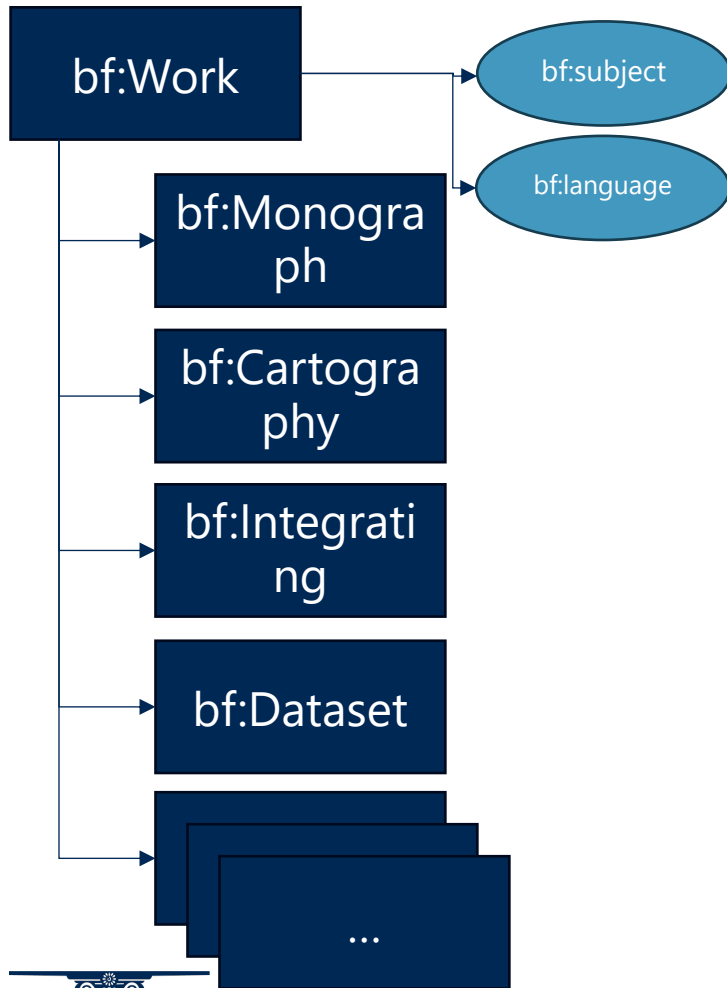 bf:Work
bf:subject
bf:language
bf:Monogra
ph
bf:Cartogra
phy
bf:Integrati
ng
bf:Dataset
...